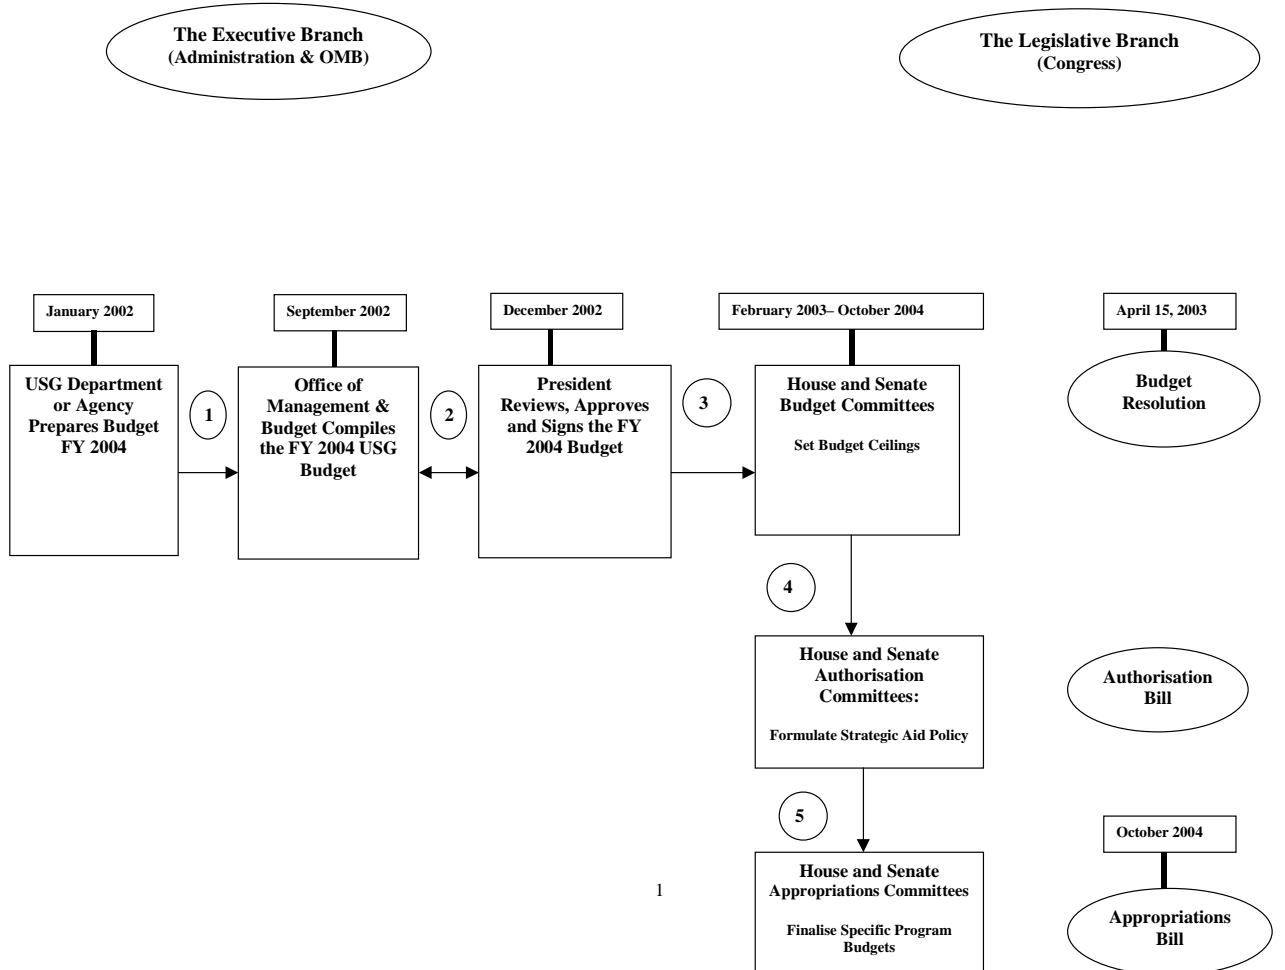 The Executive Branch
(Administration & OMB)
The Legislative Branch
(Congress)
January 2002
September 2002
December 2002
February 2003– October 2004
April 15, 2003
USG Department
or Agency
Prepares Budget
FY 2004
1
Office of
Management &
Budget Compiles
the FY 2004 USG
Budget
2
President
Reviews, Approves
and Signs the FY
2004 Budget
3
House and Senate
Budget Committees
Set Budget Ceilings
Budget
Resolution
4
House and Senate
Authorisation
Committees:
Formulate Strategic Aid Policy
Authorisation
Bill
5
October 2004
House and Senate
Appropriations Committees
Finalise Specific Program
Budgets
Appropriations
Bill
1